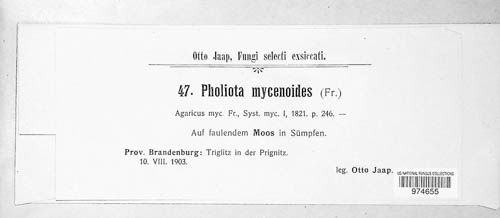 Otto Jaap, Fungi selecti exsiccati.
47. Pholiota mycenoides (Fr.)
Agaricus myc. Fr., Syst. myc. I, 1821. p. 246. —
Auf faulendem Moos in Sümpfen.
Prov. Brandenburg: Triglitz in der Prignitz.
10. VIII. 1903.
leg. Otto Jaap.
US NATIONAL FUNGUS COLLECTIONS
974655